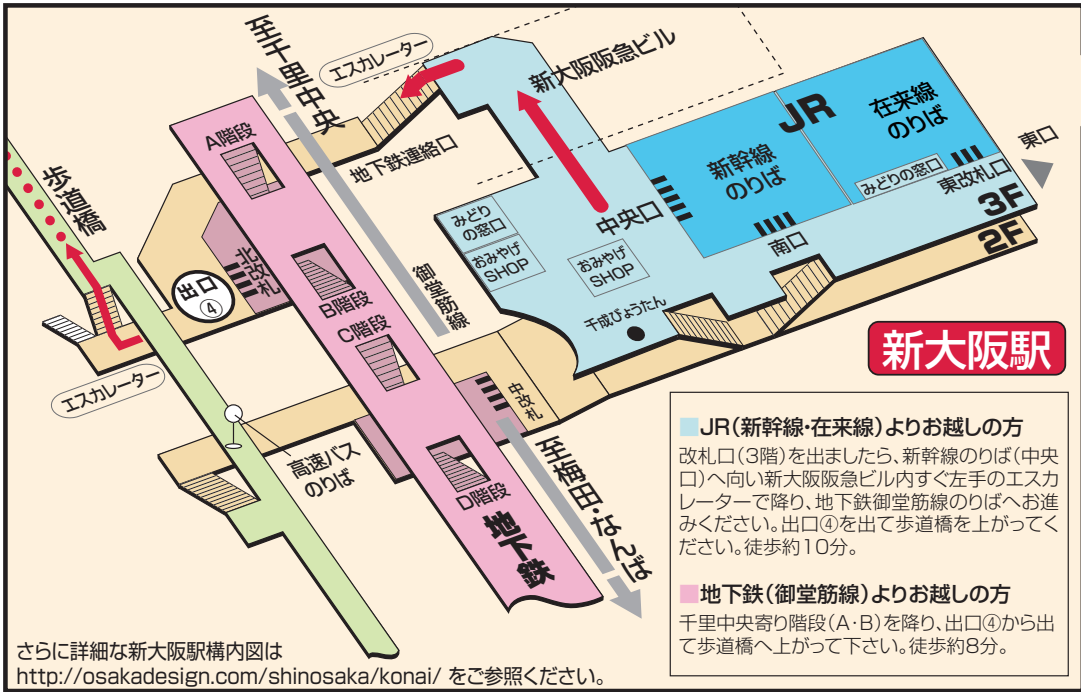 至千里中央
エスカレーター
新大阪阪急ビル
JR
在来線
のりば
東口
A階段
地下鉄連絡口
新幹線
のりば
みどりの窓口
東改札口
歩道橋
みどり
の窓口
中央口
3F
2F
北改札
御堂筋線
おみやげ
SHOP
おみやげ
SHOP
南口
出口
④
B階段
千成びょうたん
C階段
新大阪駅
エスカレーター
中改札
高速バス
のりば
D階段
地下鉄
至梅田・なんば
■JR(新幹線・在来線)よりお越しの方
改札口(3階)を出ましたら、新幹線のりば(中央
口)へ向い新大阪阪急ビル内すぐ左手のエスカ
レーターで降り、地下鉄御堂筋線のりばへお進
みください。出口④を出て歩道橋を上がってく
ださい。徒歩約10分。
■地下鉄(御堂筋線)よりお越しの方
千里中央寄り階段(A・B)を降り、出口④から出
て歩道橋へ上がって下さい。徒歩約8分。
さらに詳細な新大阪駅構内図は
http://osakadesign.com/shinosaka/konai/ をご参照ください。